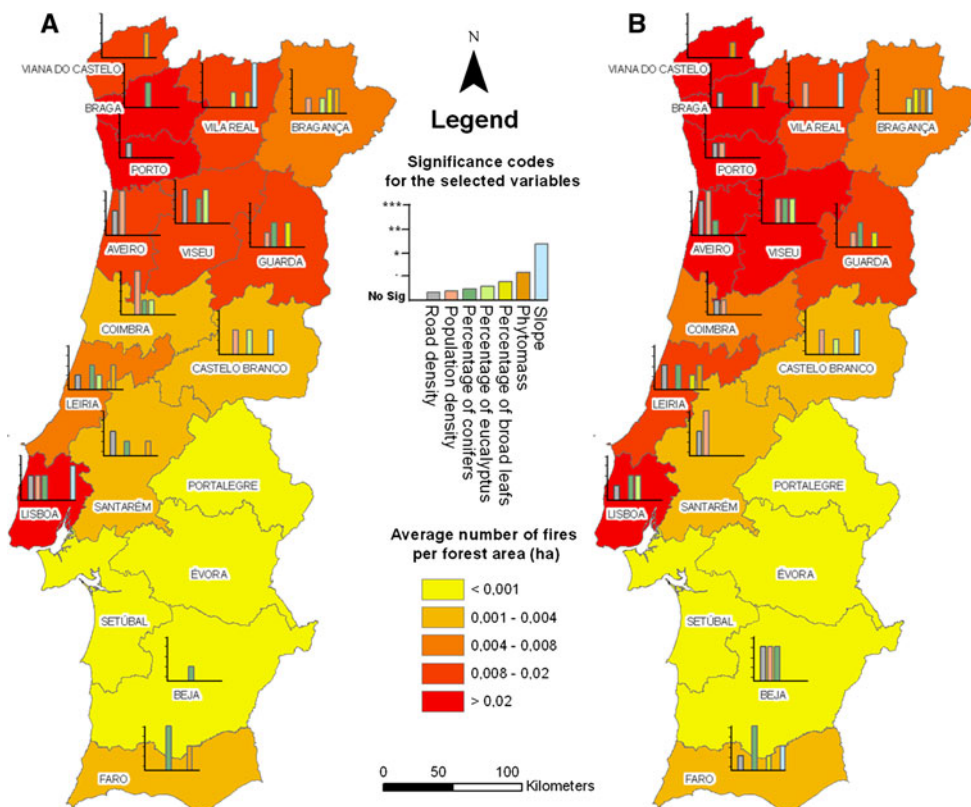 A
VIANA DO CASTELO
BRAGA
VILA REAL
BRAGANÇA
PORTO
AVEIRO
VISEU
GUARDA
COIMBRA
CASTELO BRANCO
LEIRIA
PORTALEGRE
LISBOA
SANTARÉM
ÉVORA
SETÚBAL
BEJA
FARO
N
Legend
Significance codes
for the selected variables
***
**
*
.
No Sig
Road density
Population density
Percentage of conifers
Percentage of eucalyptus
Percentage of broad leafs
Phytomass
Slope
Average number of fires
per forest area (ha)
< 0,001
0,001 - 0,004
0,004 - 0,008
0,008 - 0,02
> 0,02
0 50 100
Kilometers
B
VIANA DO CASTELO
BRAGA
VILA REAL
BRAGANÇA
PORTO
AVEIRO
VISEU
GUARDA
COIMBRA
CASTELO BRANCO
LEIRIA
PORTALEGRE
LISBOA
SANTARÉM
ÉVORA
SETÚBAL
BEJA
FARO